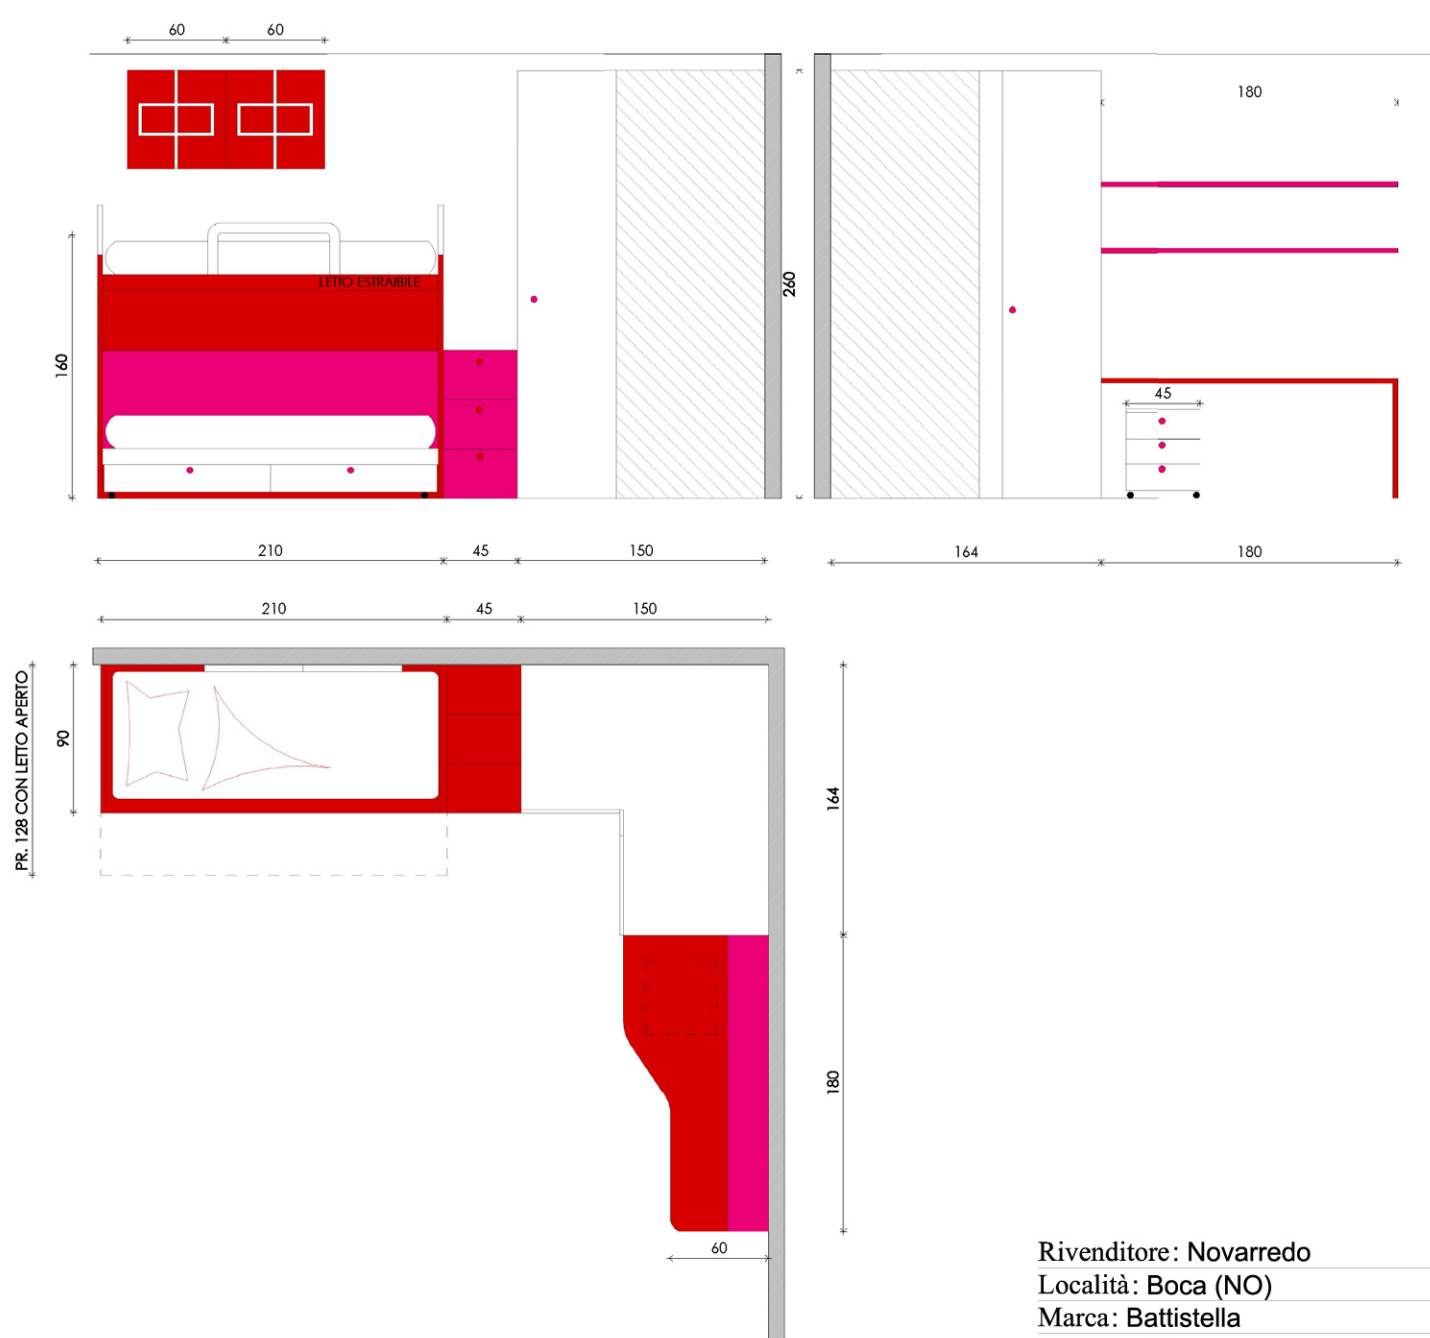 60 60
180
LETTO ESTRAIBILE
260
160
45
210 45 150 164 180
210 45 150
PR. 128 CON LETTO APERTO
90
164
180
60
Rivenditore: Novarredo
Località: Boca (NO)
Marca: Battistella